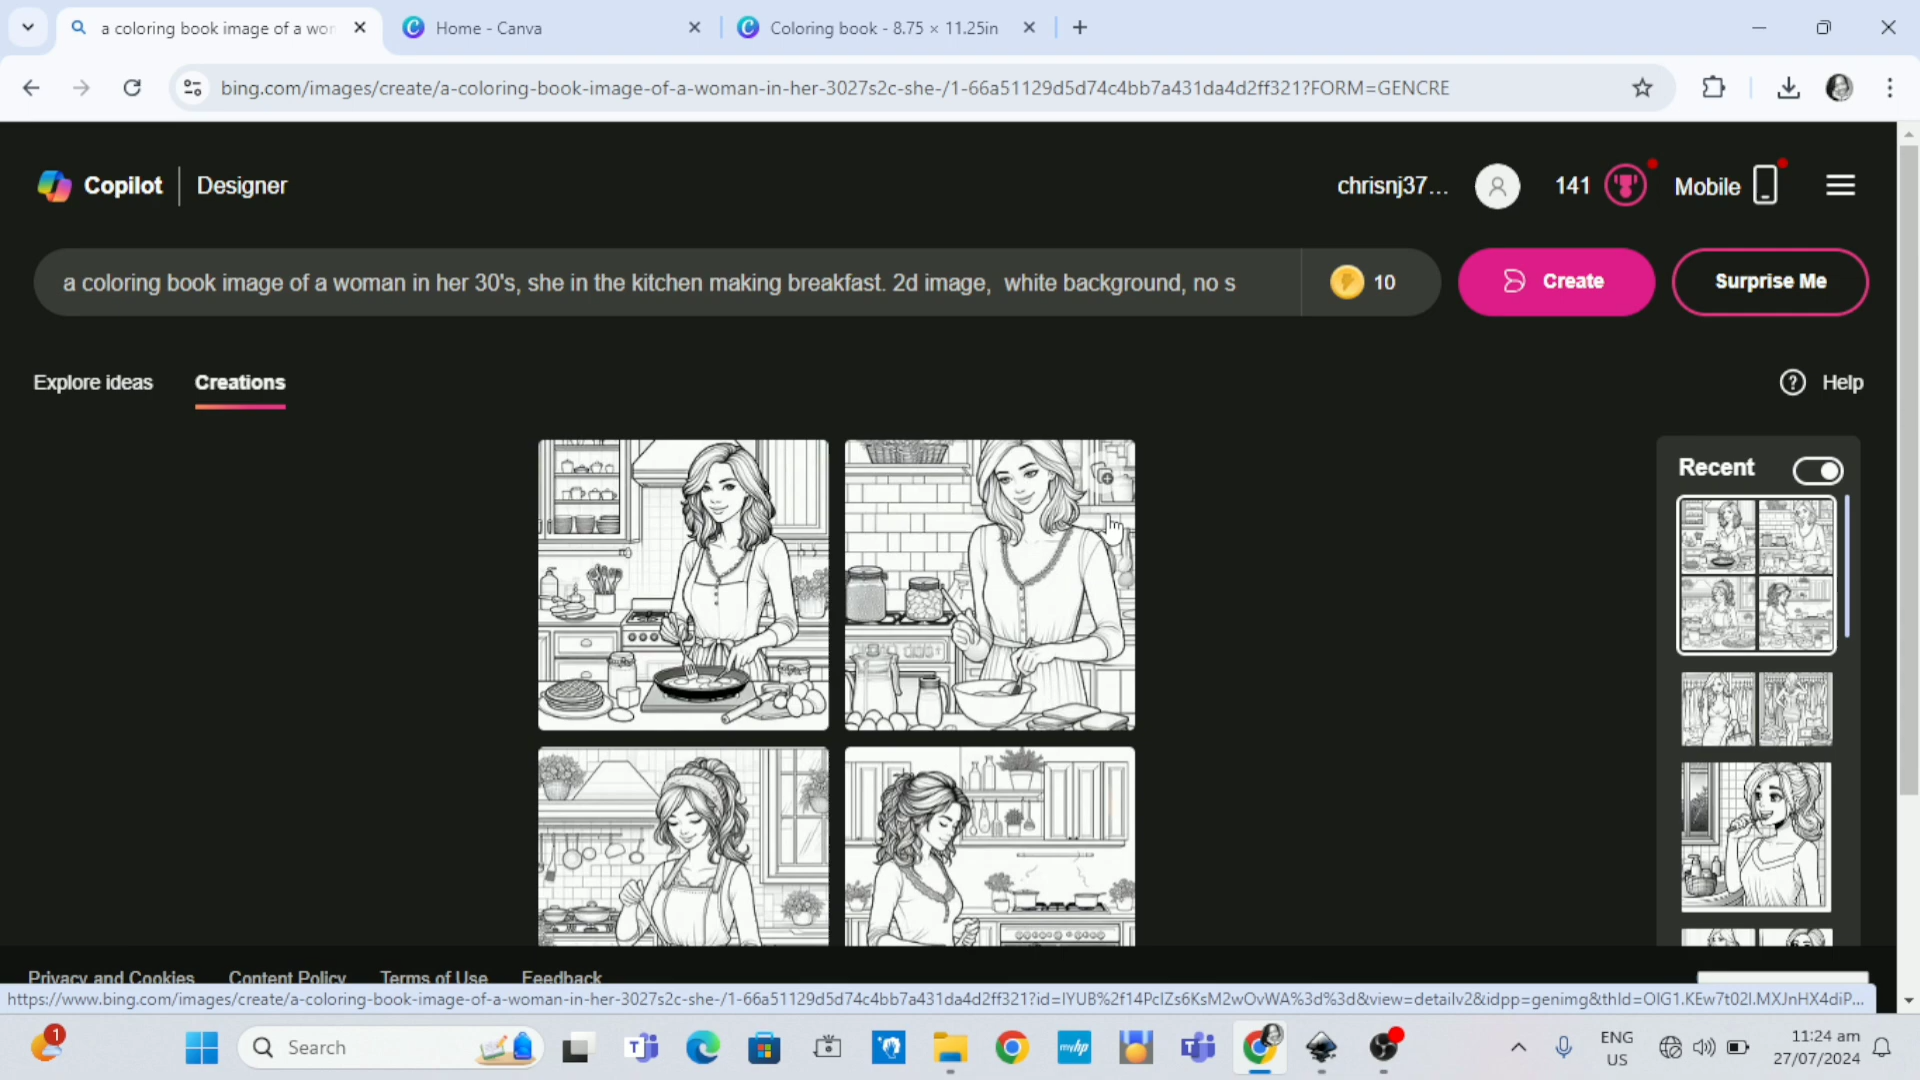 a coloring book image of a wor
Home - Canva
Coloring book - 8.75 × 11.25in
bing.com/images/create/a-coloring-book-image-of-a-woman-in-her-3027s2c-she-/1-66a51129d5d74c4bb7a431da4d2ff321?FORM=GENCRE
Copilot
Designer
chrisnj37...
141
Mobile
a coloring book image of a woman in her 30's, she in the kitchen making breakfast. 2d image, white background, no s
10
Create
Surprise Me
Explore ideas
Creations
Help
Recent
Privacy and Cookies
Content Policy
Terms of Use
Feedback
https://www.bing.com/images/create/a-coloring-book-image-of-a-woman-in-her-3027s2c-she-/1-66a51129d5d74c4bb7a431da4d2ff321?id=IYUB%2f14PcIZs6KsM2wOvWA%3d%3d&view=detailv2&idpp=genimg&thId=OIG1.KEw7t02l.MXJnHX4diP...
1
Search
myhp
ENG
US
11:24 am
27/07/2024